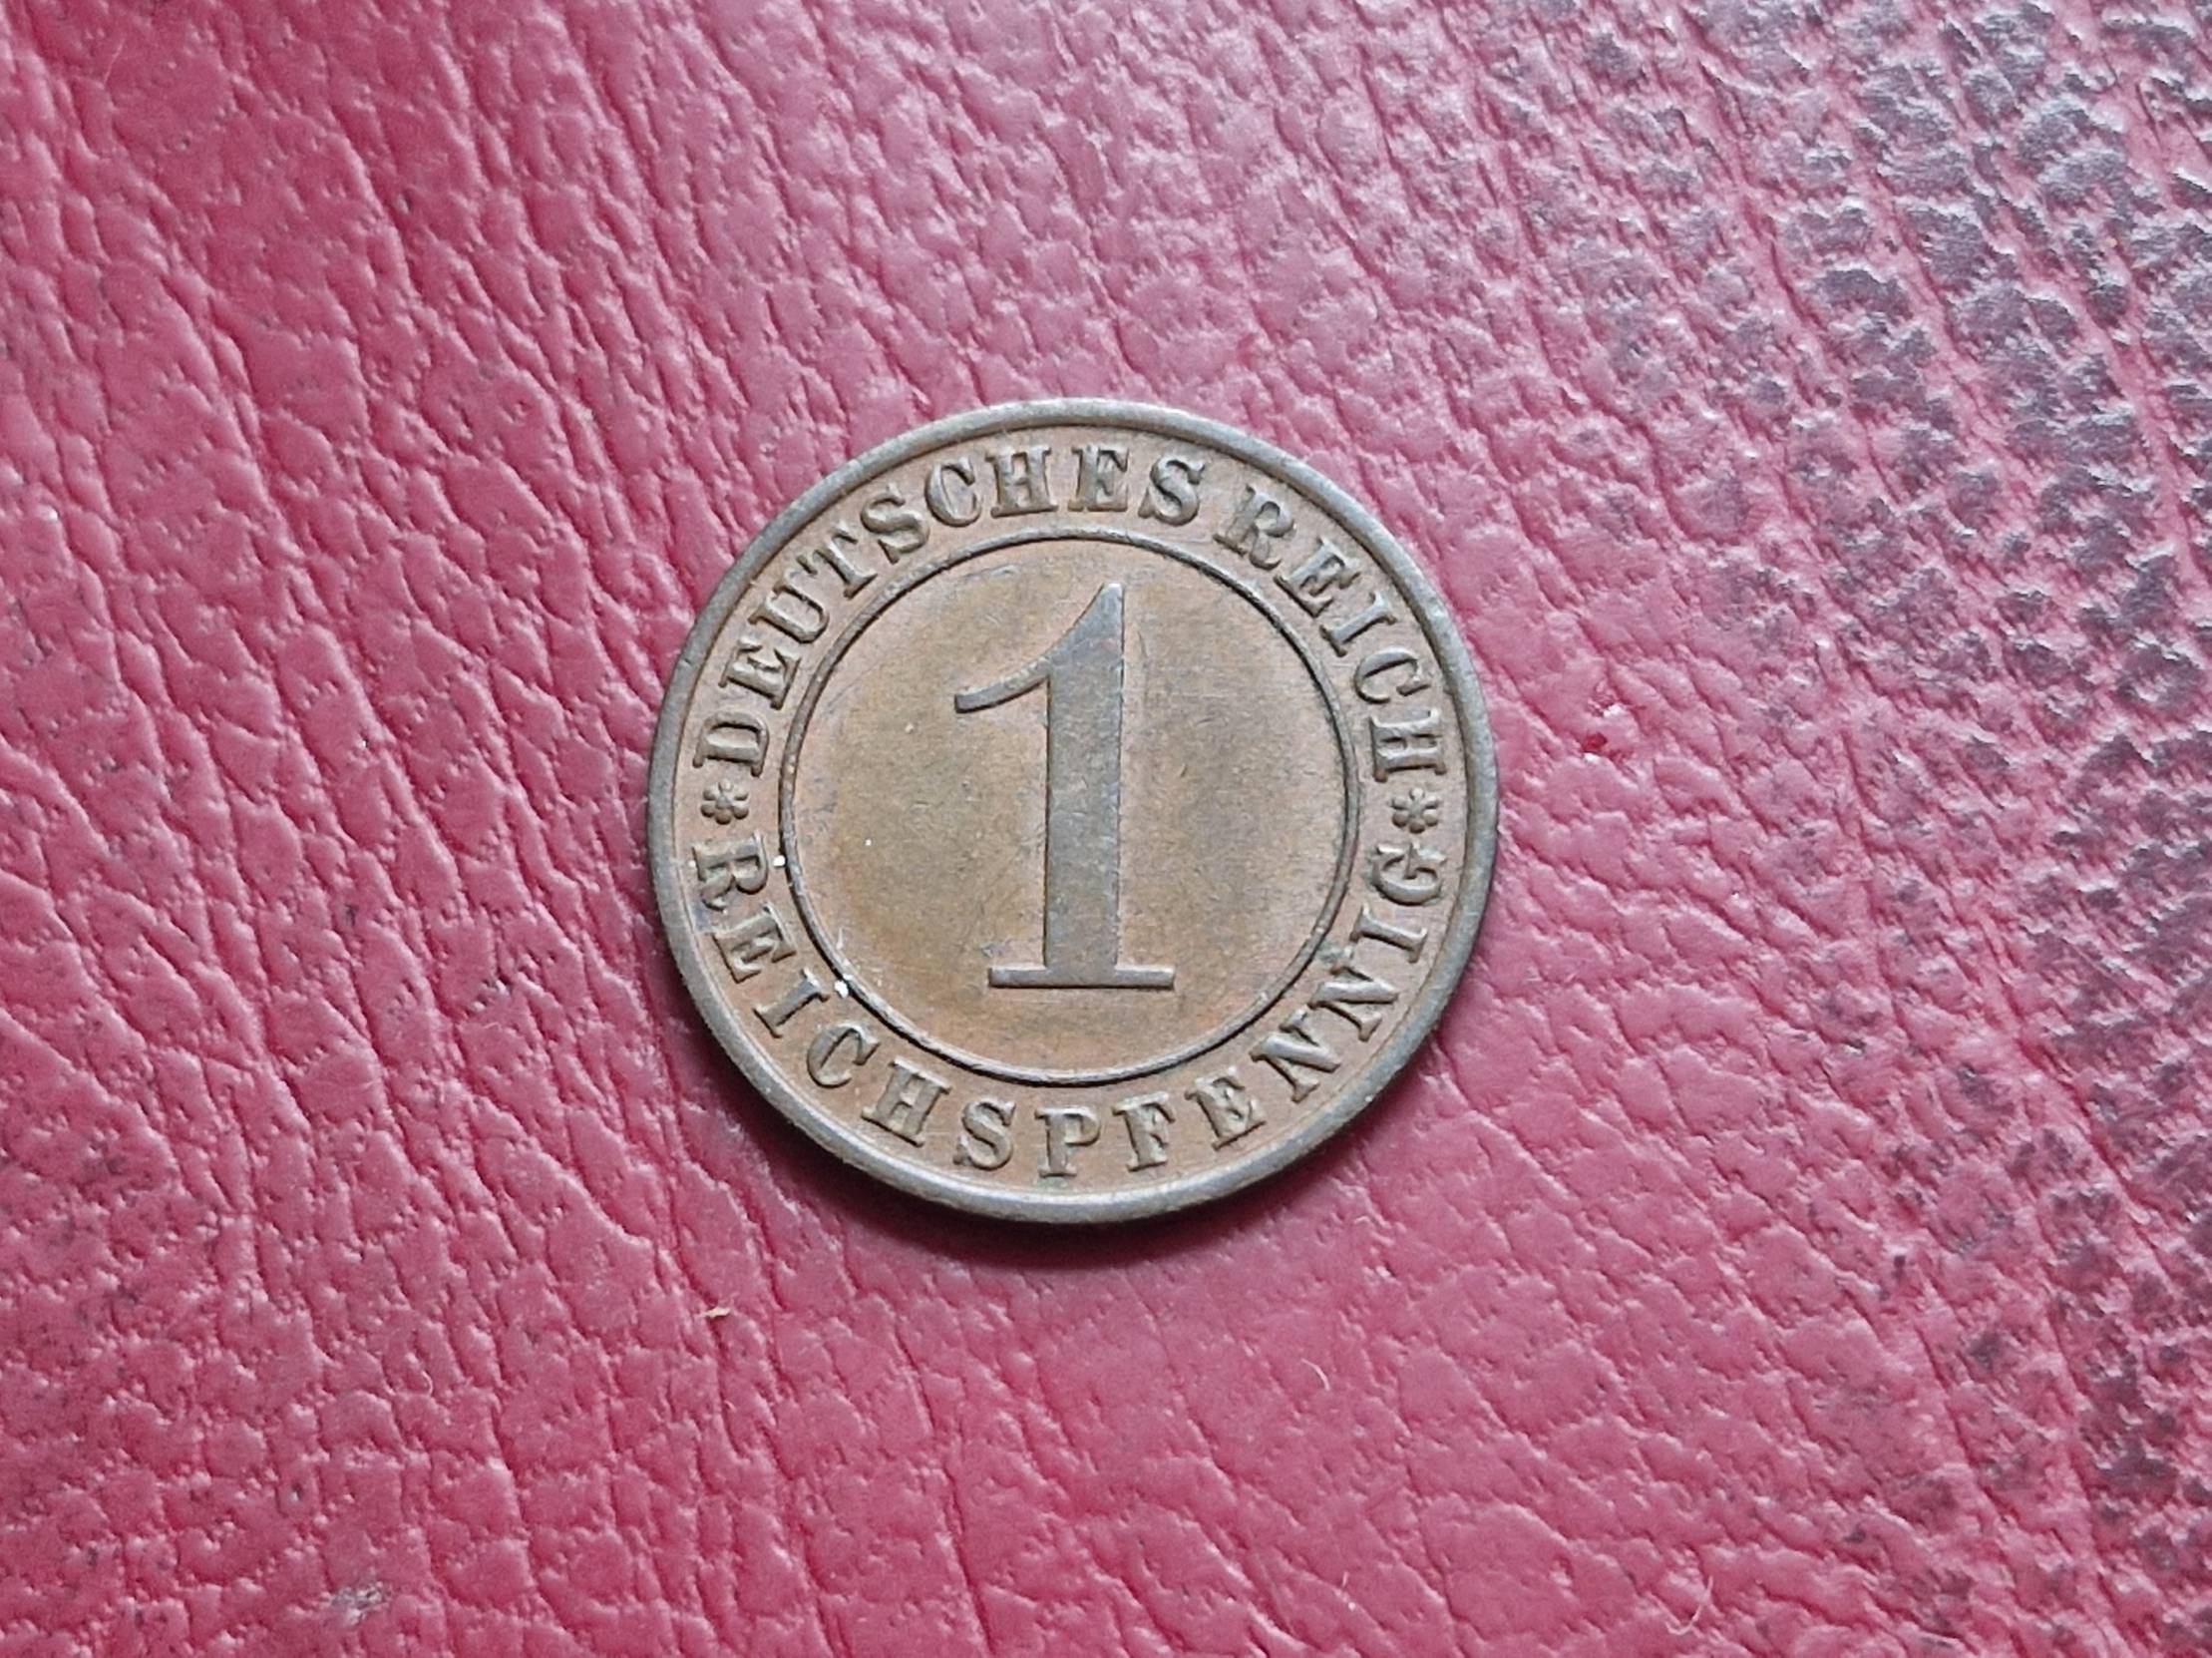 DEUTSCHES REICH
1
REICHSPFENNIG